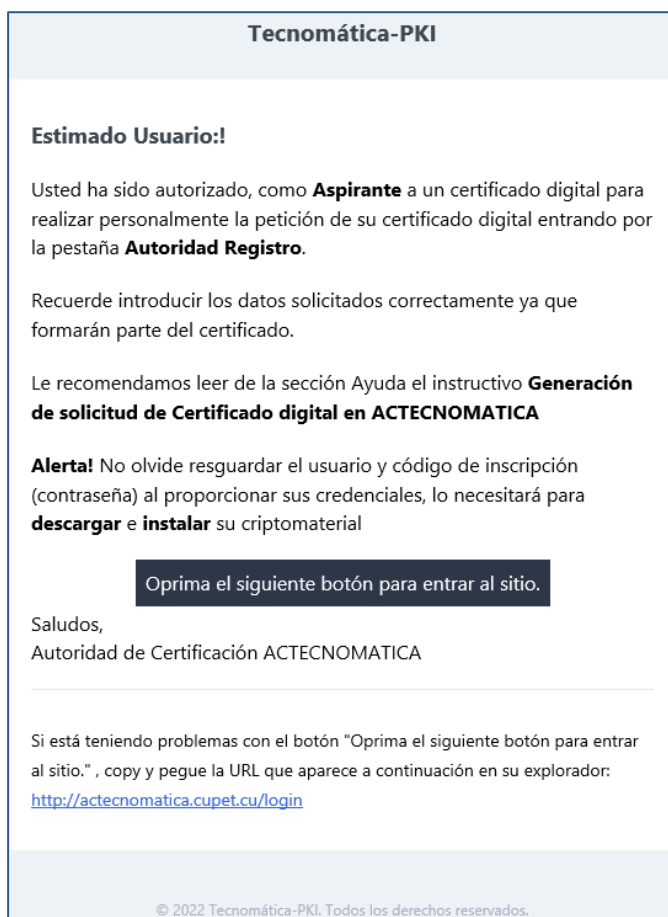 Tecnomática-PKI
Estimado Usuario:!
Usted ha sido autorizado, como Aspirante a un certificado digital para
realizar personalmente la petición de su certificado digital entrando por
la pestaña Autoridad Registro.
Recuerde introducir los datos solicitados correctamente ya que
formarán parte del certificado.
Le recomendamos leer de la sección Ayuda el instructivo Generación
de solicitud de Certificado digital en ACTECNOMATICA
Alerta! No olvide resguardar el usuario y código de inscripción
(contraseña) al proporcionar sus credenciales, lo necesitará para
descargar e instalar su criptomaterial
Oprima el siguiente botón para entrar al sitio.
Saludos,
Autoridad de Certificación ACTECNOMATICA
Si está teniendo problemas con el botón "Oprima el siguiente botón para entrar
al sitio." , copy y pegue la URL que aparece a continuación en su explorador:
http://actecnomatica.cupet.cu/login
© 2022 Tecnomática-PKI. Todos los derechos reservados.